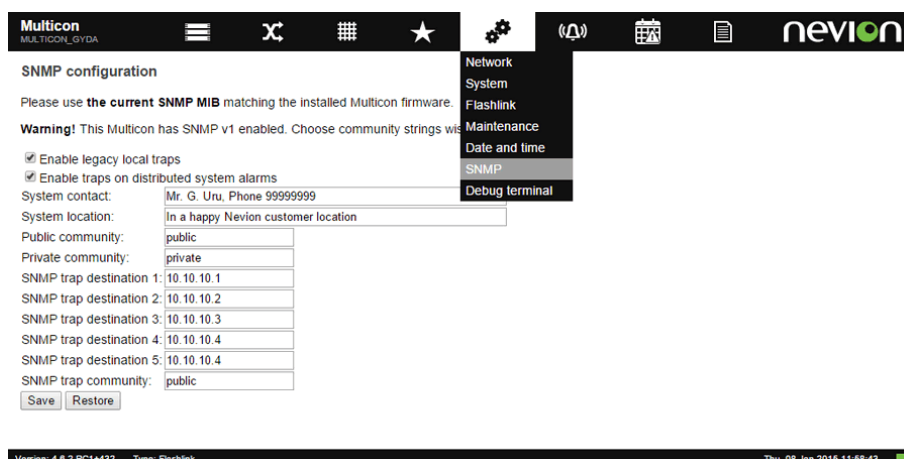 Multicon
MULTICON_GYDA
nevion
Network
System
Flashlink
Maintenance
Date and time
SNMP
Debug terminal
SNMP configuration
Please use the current SNMP MIB matching the installed Multicon firmware.
Warning! This Multicon has SNMP v1 enabled. Choose community strings
Enable legacy local traps
Enable traps on distributed system alarms
System contact: Mr. G. Uru, Phone 99999999
System location: In a happy Nevion customer location
Public community: public
Private community: private
SNMP trap destination 1: 10.10.10.1
SNMP trap destination 2: 10.10.10.2
SNMP trap destination 3: 10.10.10.3
SNMP trap destination 4: 10.10.10.4
SNMP trap destination 5: 10.10.10.4
SNMP trap community: public
Save Restore
Type: Flashlink